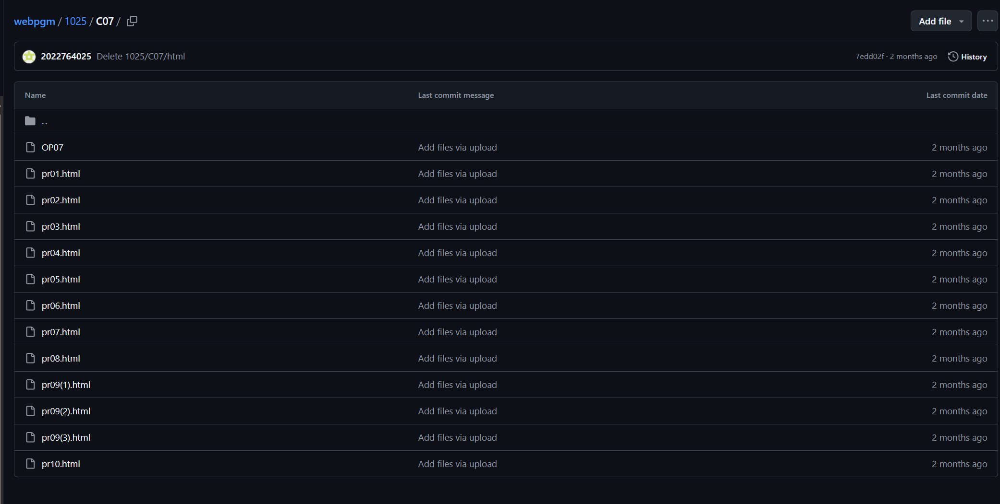 webpgm / 1025 / C07 /
Add file
2022764025 Delete 1025/C07/html
7edd02f · 2 months ago History
Name Last commit message Last commit date
..
OP07 Add files via upload 2 months ago
pr01.html Add files via upload 2 months ago
pr02.html Add files via upload 2 months ago
pr03.html Add files via upload 2 months ago
pr04.html Add files via upload 2 months ago
pr05.html Add files via upload 2 months ago
pr06.html Add files via upload 2 months ago
pr07.html Add files via upload 2 months ago
pr08.html Add files via upload 2 months ago
pr09(1).html Add files via upload 2 months ago
pr09(2).html Add files via upload 2 months ago
pr09(3).html Add files via upload 2 months ago
pr10.html Add files via upload 2 months ago